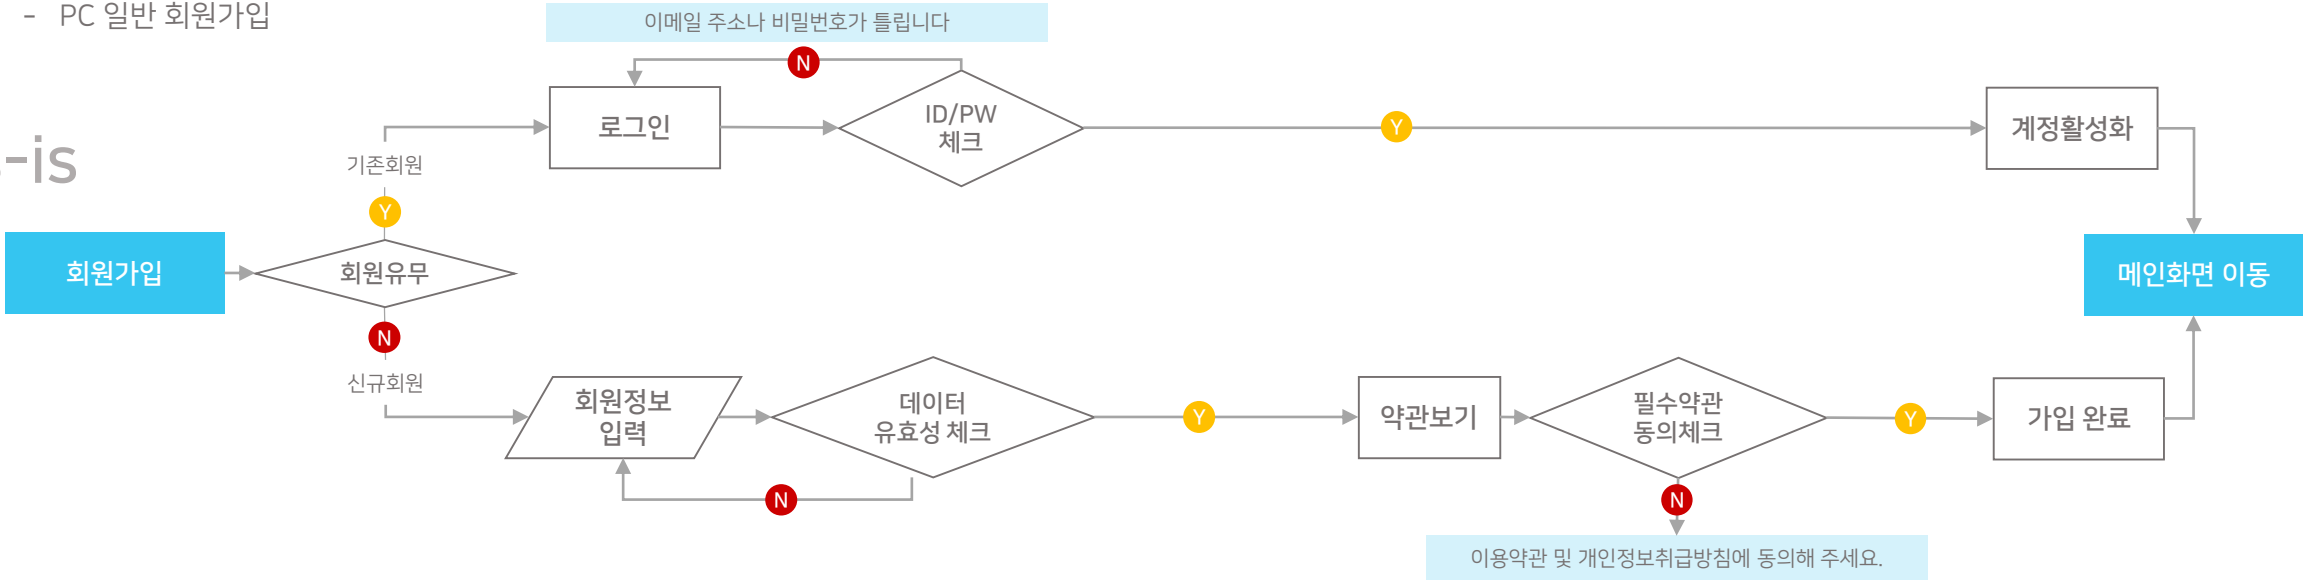 - PC 일반 회원가입
이메일 주소나 비밀번호가 틀립니다
N
로그인
ID/PW
체크
Y
계정활성화
-is
기존회원
Y
회원가입
회원유무
메인화면 이동
N
신규회원
회원정보
입력
데이터
유효성 체크
Y
약관보기
필수약관
동의체크
Y
가입 완료
N
N
이용약관 및 개인정보취급방침에 동의해 주세요.